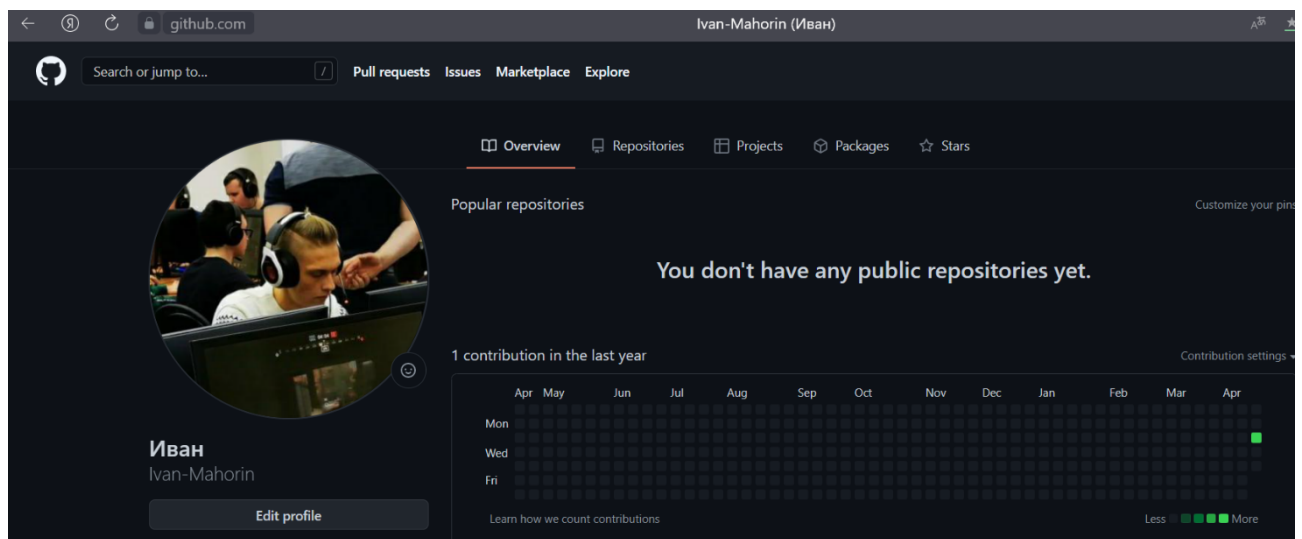 github.com Ivan-Mahorin (Иван)
Search or jump to... / Pull requests Issues Marketplace Explore
Overview Repositories Projects Packages Stars
Popular repositories Customize your pins
You don't have any public repositories yet.
1 contribution in the last year Contribution settings
Apr May Jun Jul Aug Sep Oct Nov Dec Jan Feb Mar Apr
Mon
Wed
Fri
Learn how we count contributions Less More
Иван
Ivan-Mahorin
Edit profile